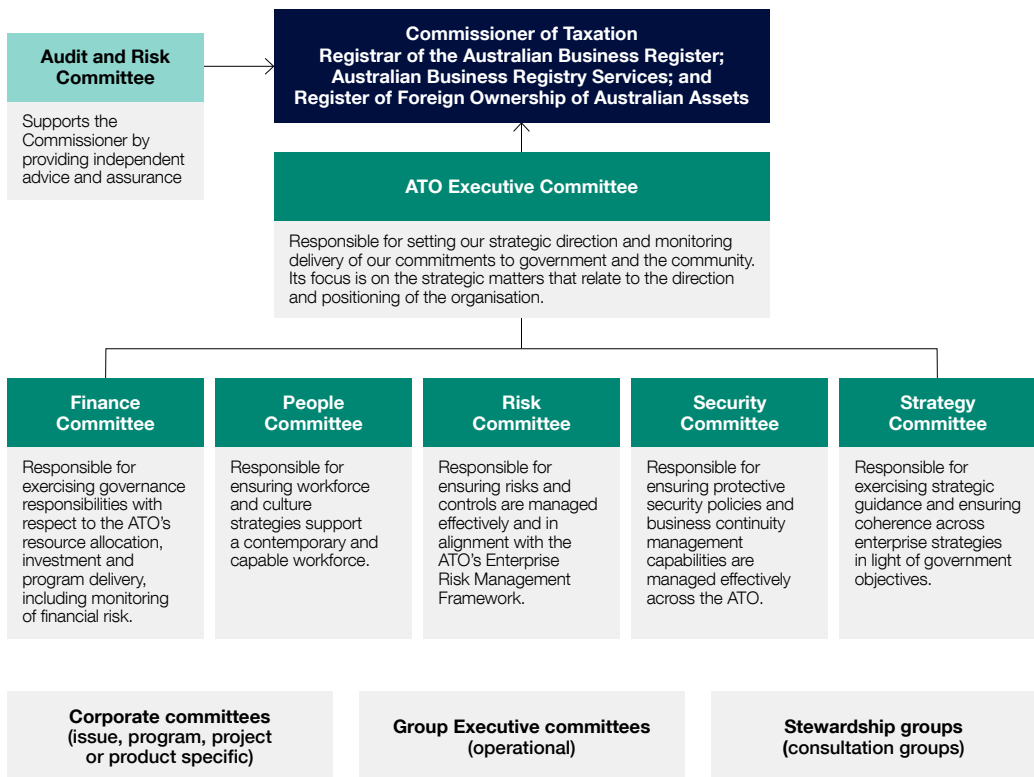 Audit and Risk
Committee
Supports the
Commissioner by
providing independent
advice and assurance
Commissioner of Taxation
Registrar of the Australian Business Register;
Australian Business Registry Services; and
Register of Foreign Ownership of Australian Assets
ATO Executive Committee
Responsible for setting our strategic direction and monitoring
delivery of our commitments to government and the community.
Its focus is on the strategic matters that relate to the direction
and positioning of the organisation.
Finance
Committee
Responsible for
exercising governance
responsibilities with
respect to the ATO’s
resource allocation,
investment and
program delivery,
including monitoring
of financial risk.
People
Committee
Responsible for
ensuring workforce
and culture
strategies support
a contemporary and
capable workforce.
Risk
Committee
Responsible for
ensuring risks and
controls are managed
effectively and in
alignment with the
ATO’s Enterprise
Risk Management
Framework.
Security
Committee
Responsible for
ensuring protective
security policies and
business continuity
management
capabilities are
managed effectively
across the ATO.
Strategy
Committee
Responsible for
exercising strategic
guidance and ensuring
coherence across
enterprise strategies
in light of government
objectives.
Corporate committees
(issue, program, project
or product specific)
Group Executive committees
(operational)
Stewardship groups
(consultation groups)